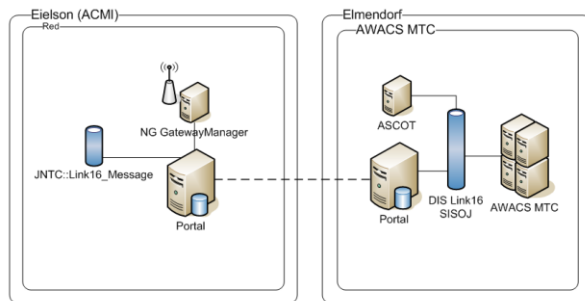 Eielson (ACMI)
Red
NG GatewayManager
JNTC::Link16_Message
Portal
Elmendorf
AWACS MTC
ASCOT
Portal
DIS Link16
SISOJ
AWACS MTC